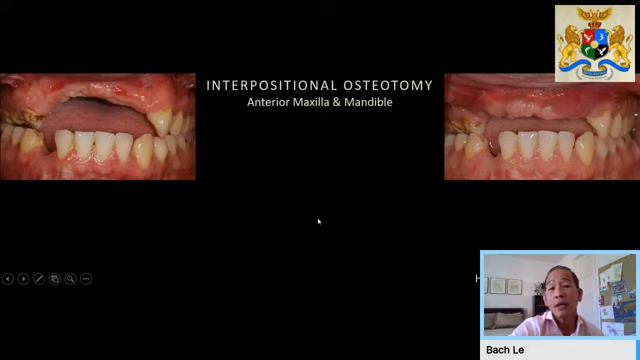 INTERPOSITIONAL OSTEOTOMY
Anterior Maxilla & Mandible
H
Bach Le